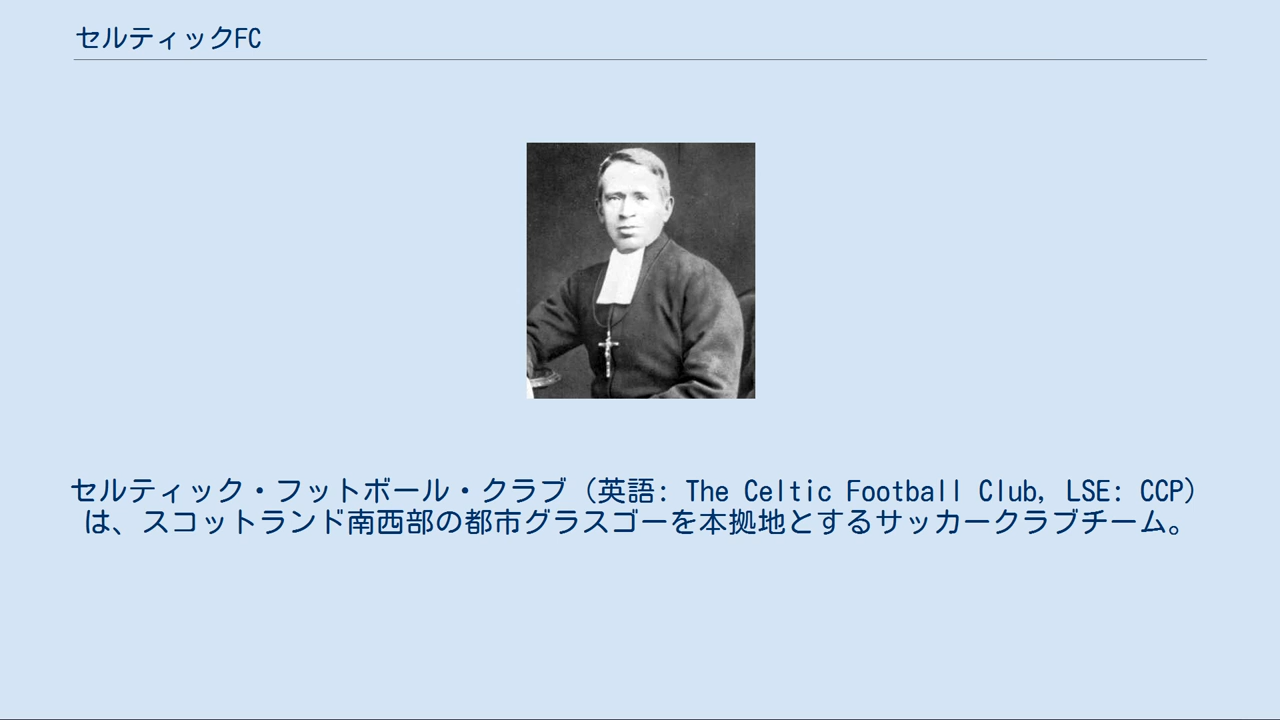 セルティックFC
セルティック・フットボール・クラブ（英語: The Celtic Football Club, LSE: CCP）
は、スコットランド南西部の都市グラスゴーを本拠地とするサッカークラブチーム。